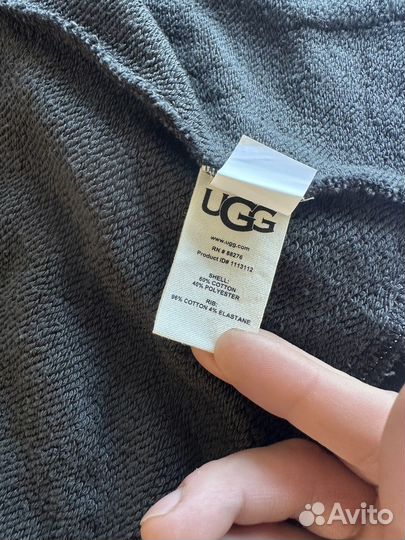 UGG
www.ugg.com
RN # 88276
Product ID# 1113112
SHELL:
60% COTTON
40% POLYESTER
RIB:
96% COTTON 4% ELASTANE
Avito